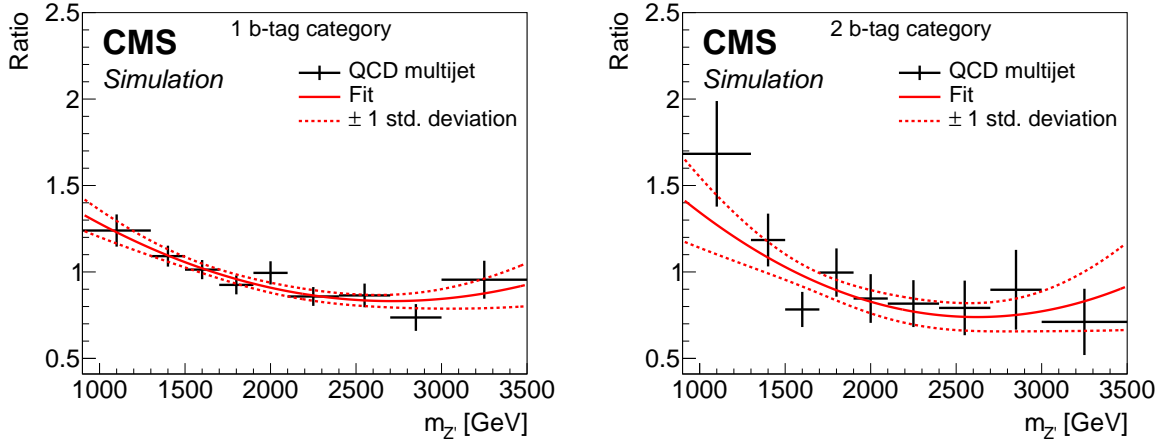 Ratio
2.5
2
1.5
1
0.5
CMS
Simulation
1 b-tag category
QCD multijet
Fit
± 1 std. deviation
1000 1500 2000 2500 3000 3500
m_Z' [GeV]
Ratio
2.5
2
1.5
1
0.5
CMS
Simulation
2 b-tag category
QCD multijet
Fit
± 1 std. deviation
1000 1500 2000 2500 3000 3500
m_Z' [GeV]